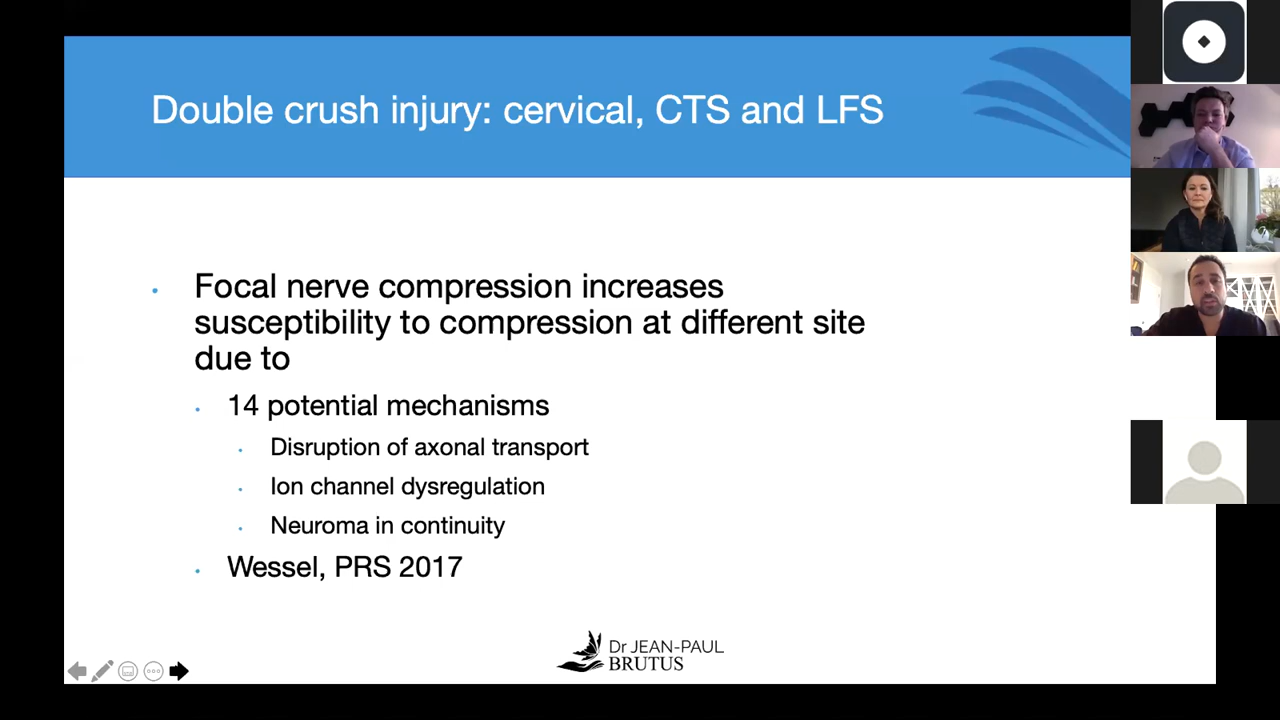 Double crush injury: cervical, CTS and LFS
Focal nerve compression increases
susceptibility to compression at different site
due to
14 potential mechanisms
Disruption of axonal transport
Ion channel dysregulation
Neuroma in continuity
Wessel, PRS 2017
Dr JEAN-PAUL
BRUTUS